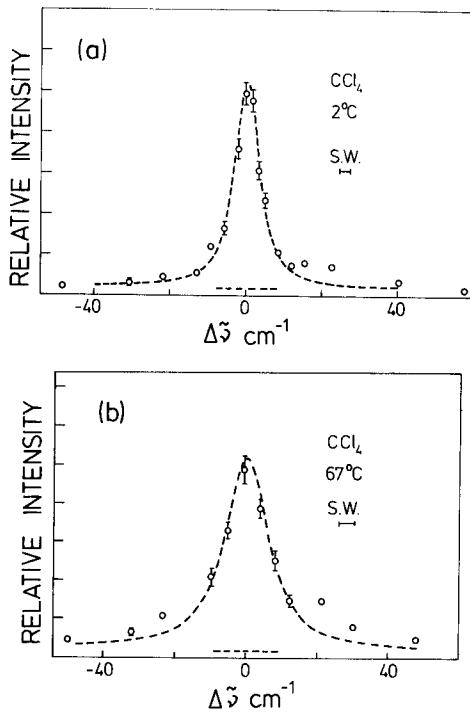 (a)
CCl₄
2°C
S.W.
RELATIVE INTENSITY
-40 0 40
Δν̃ cm⁻¹
(b)
CCl₄
67°C
S.W.
RELATIVE INTENSITY
-40 0 40
Δν̃ cm⁻¹